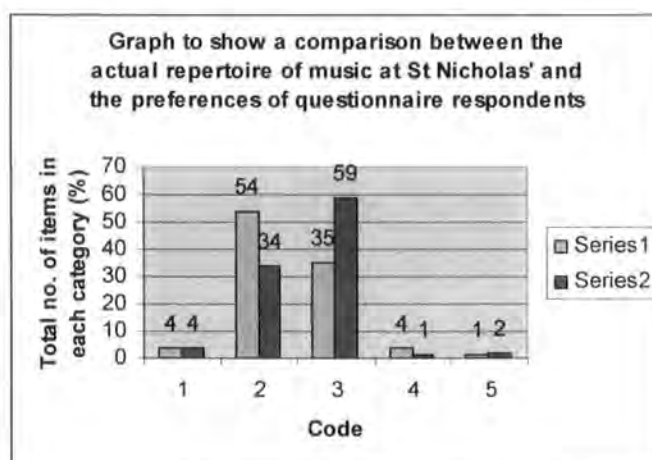 Graph to show a comparison between the
actual repertoire of music at St Nicholas' and
the preferences of questionnaire respondents
Total no. of items in
each category (%)
70
60
50
40
30
20
10
0
4 4
54
34
35
59
4
1
1
2
1 2 3 4 5
Code
Series1
Series2